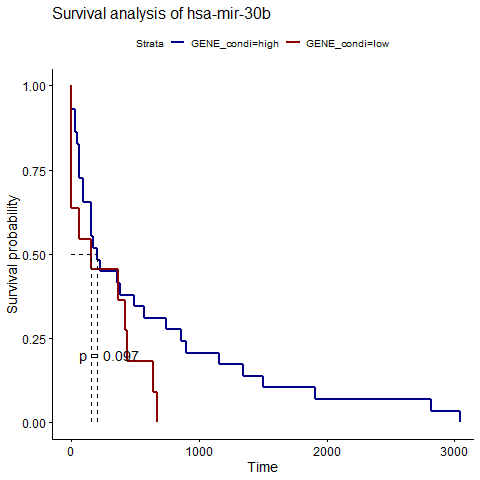 Survival analysis of hsa-mir-30b
Strata GENE_condi=high GENE_condi=low
1.00
0.75
0.50
0.25
0.00
Survival probability
p = 0.097
0 1000 2000 3000
Time